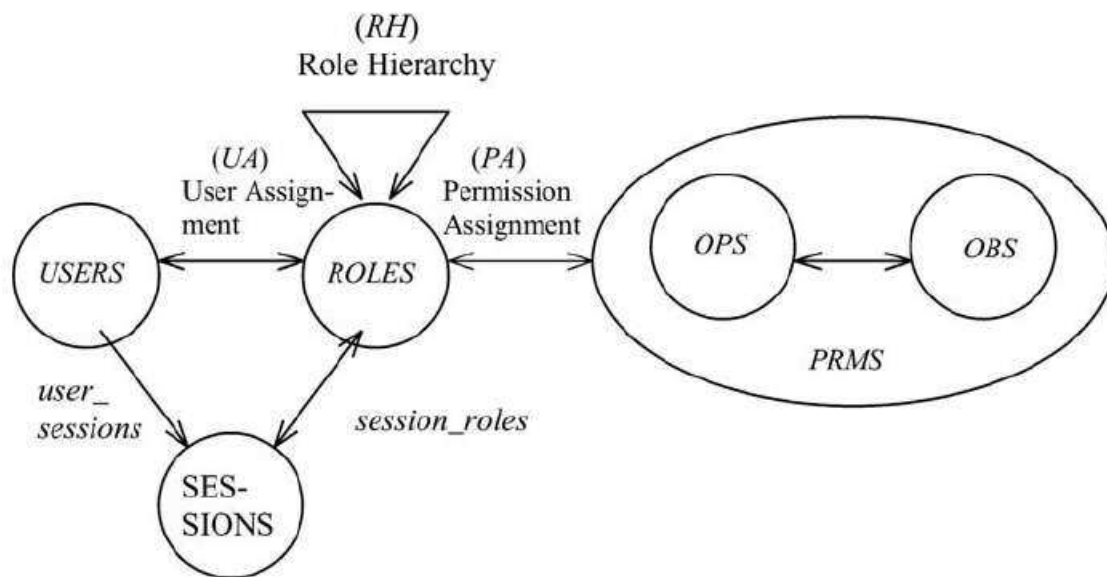 (RH)
Role Hierarchy
(UA)
User Assign-
ment
(PA)
Permission
Assignment
USERS
ROLES
OPS
OBS
PRMS
user_
sessions
session_roles
SES-
SIONS